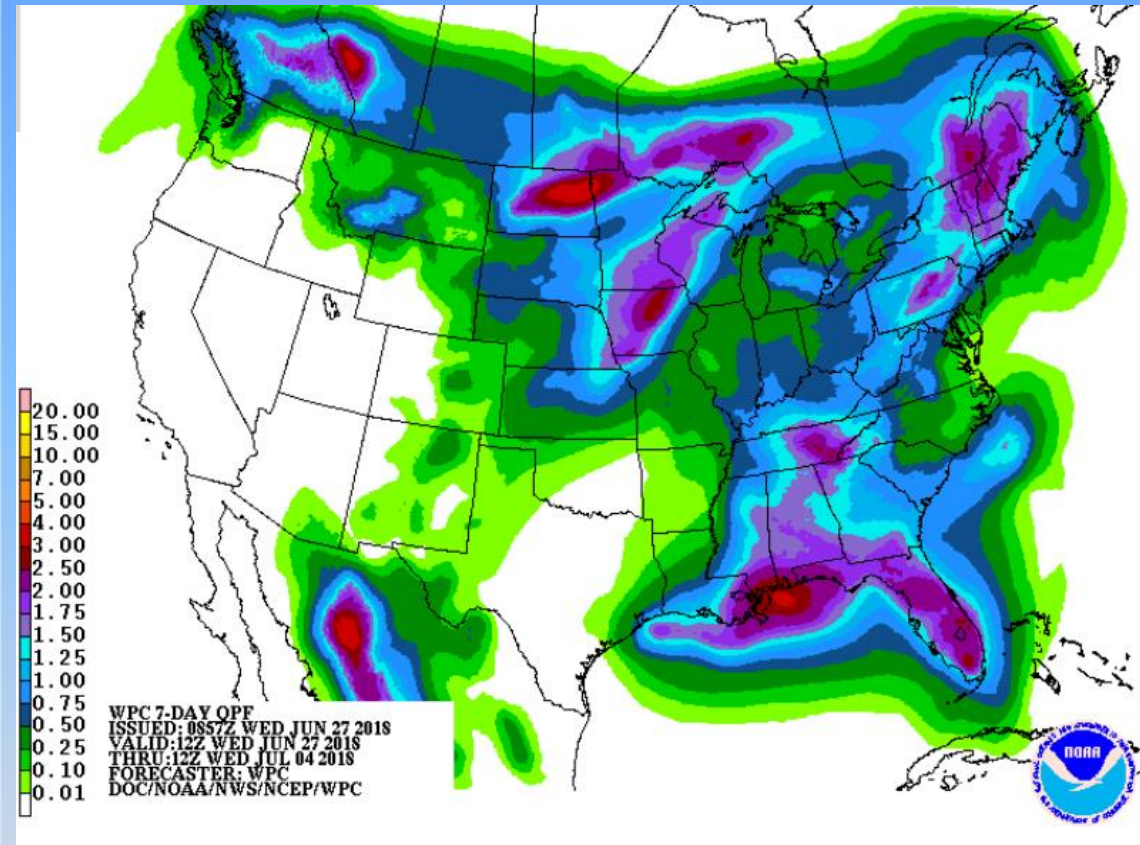 20.00
15.00
10.00
7.00
5.00
4.00
3.00
2.50
2.00
1.75
1.50
1.25
1.00
0.75
0.50
0.25
0.10
0.01
WPC 7-DAY QPF
ISSUED: 0857Z WED JUN 27 2018
VALID:12Z WED JUN 27 2018
THRU:12Z WED JUL 04 2018
FORECASTER: WPC
DOC/NOAA/NWS/NCEP/WPC
NOAA